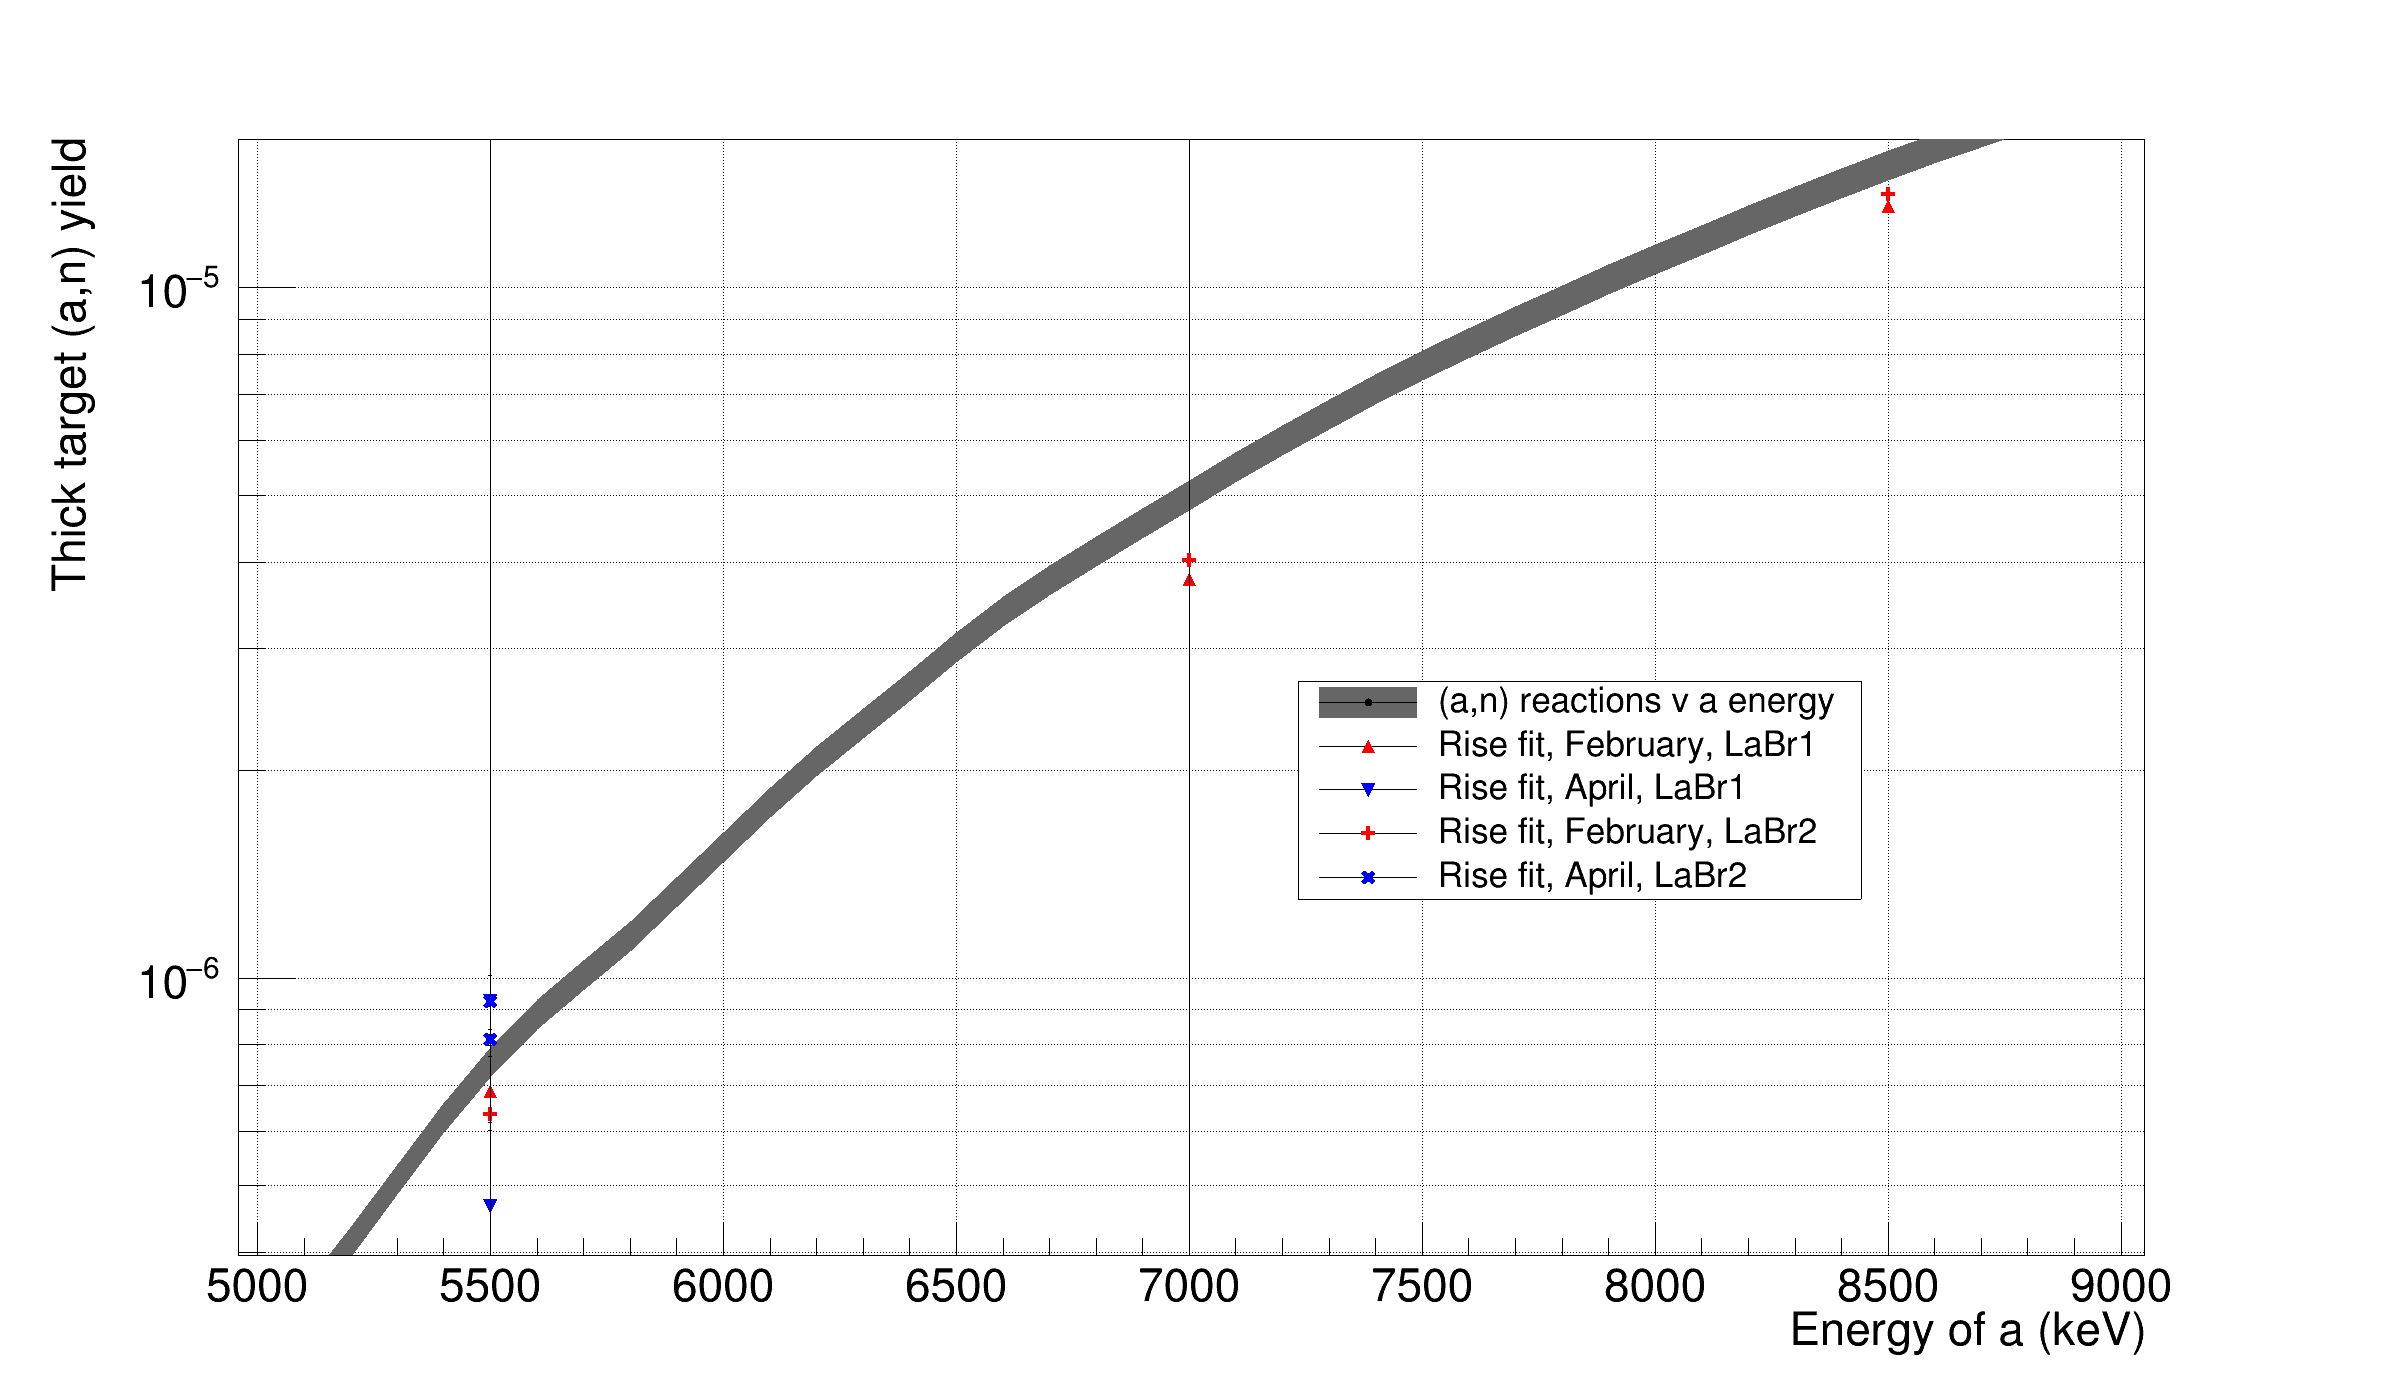 Thick target (a,n) yield
10⁻⁵
10⁻⁶
(a,n) reactions v a energy
Rise fit, February, LaBr1
Rise fit, April, LaBr1
Rise fit, February, LaBr2
Rise fit, April, LaBr2
5000 5500 6000 6500 7000 7500 8000 8500 9000
Energy of a (keV)